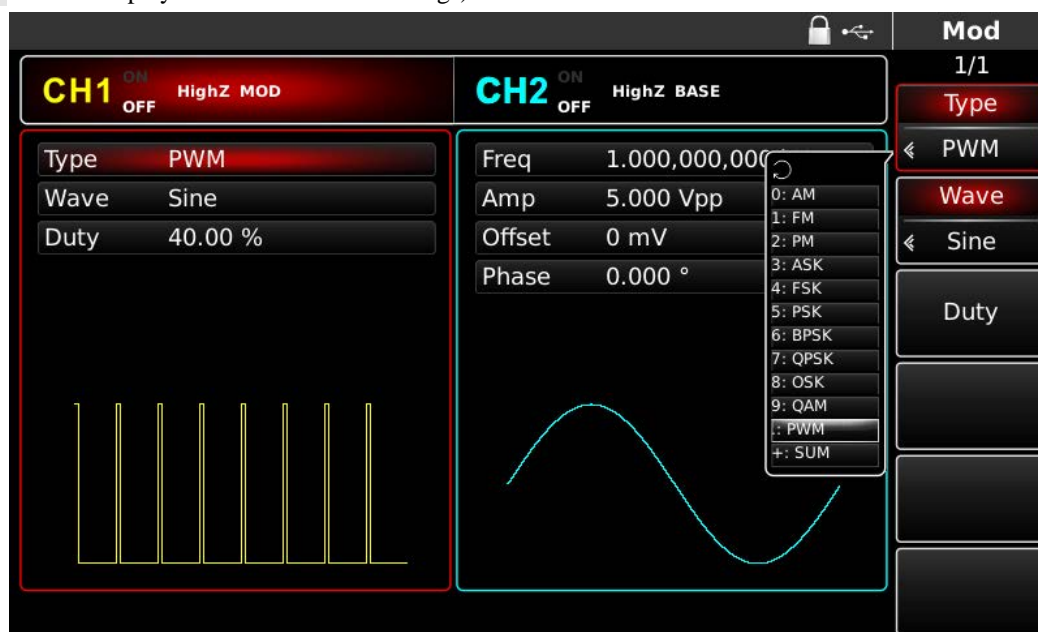 Mod
1/1
CH1 ON OFF HighZ MOD
CH2 ON OFF HighZ BASE
Type
PWM
Wave
Sine
Duty
Type PWM
Wave Sine
Duty 40.00 %
Freq 1.000,000,000
Amp 5.000 Vpp
Offset 0 mV
Phase 0.000 °
0: AM
1: FM
2: PM
3: ASK
4: FSK
5: PSK
6: BPSK
7: QPSK
8: OSK
9: QAM
.: PWM
+: SUM